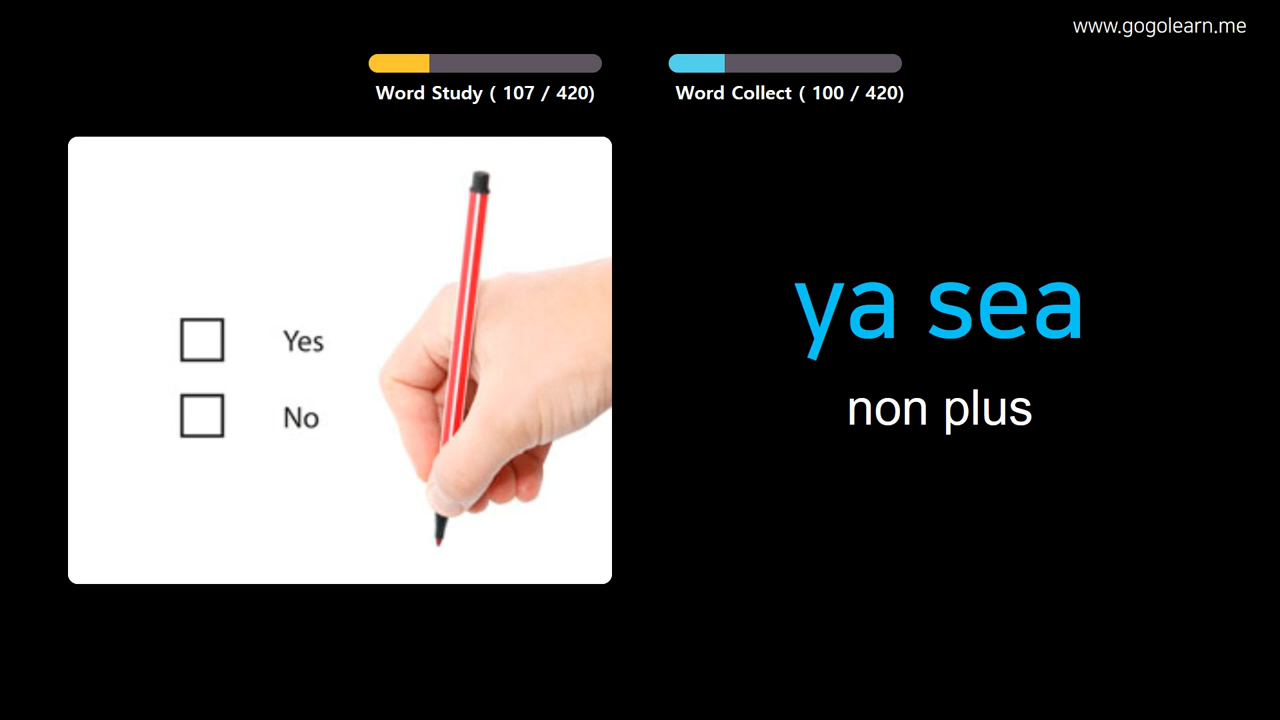 www.gogolearn.me
Word Study ( 107 / 420)
Word Collect ( 100 / 420)
Yes
No
ya sea
non plus